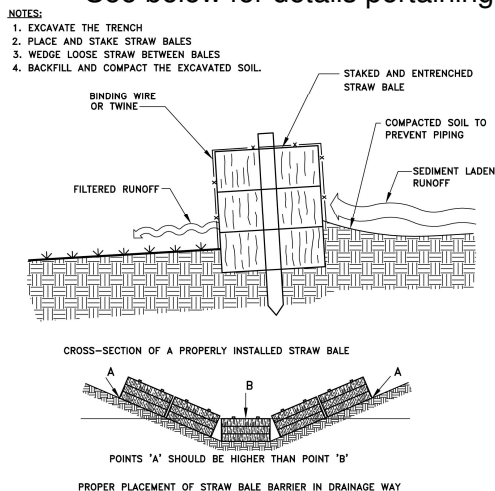 See below for details pertaining
NOTES:
1. EXCAVATE THE TRENCH
2. PLACE AND STAKE STRAW BALES
3. WEDGE LOOSE STRAW BETWEEN BALES
4. BACKFILL AND COMPACT THE EXCAVATED SOIL.
STAKED AND ENTRENCHED
STRAW BALE
BINDING WIRE
OR TWINE
COMPACTED SOIL TO
PREVENT PIPING
SEDIMENT LADEN
RUNOFF
FILTERED RUNOFF
CROSS-SECTION OF A PROPERLY INSTALLED STRAW BALE
A
B
A
POINTS 'A' SHOULD BE HIGHER THAN POINT 'B'
PROPER PLACEMENT OF STRAW BALE BARRIER IN DRAINAGE WAY